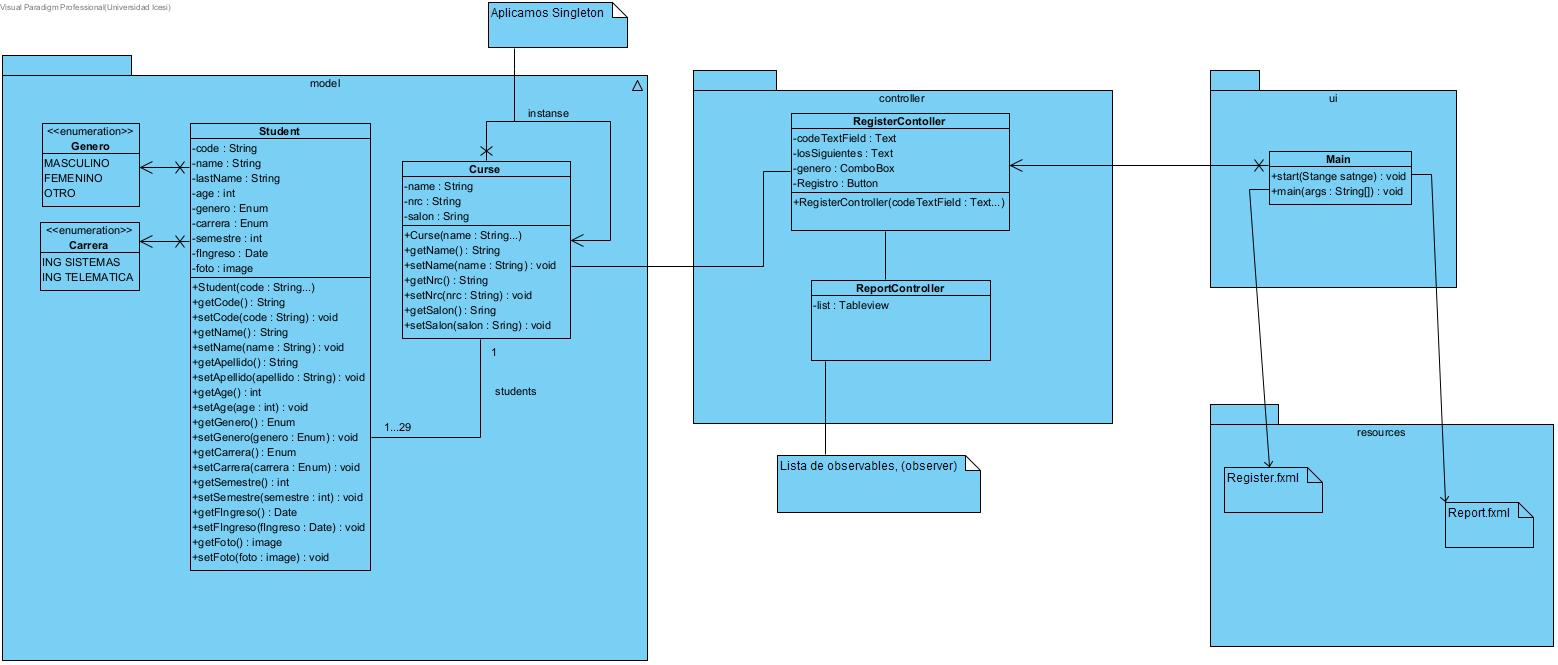 Visual Paradigm Professional(Universidad Icesi)
Aplicamos Singleton
model
instanse
<<enumeration>>
Genero
MASCULINO
FEMENINO
OTRO
<<enumeration>>
Carrera
ING SISTEMAS
ING TELEMATICA
Student
-code : String
-name : String
-lastName : String
-age : int
-genero : Enum
-carrera : Enum
-semestre : int
-fIngreso : Date
-foto : image
+Student(code : String...)
+getCode() : String
+setCode(code : String) : void
+getName() : String
+setName(name : String) : void
+getApellido() : String
+setApellido(apellido : String) : void
+getAge() : int
+setAge(age : int) : void
+getGenero() : Enum
+setGenero(genero : Enum) : void
+getCarrera() : Enum
+setCarrera(carrera : Enum) : void
+getSemestre() : int
+setSemestre(semestre : int) : void
+getFIngreso() : Date
+setFIngreso(fIngreso : Date) : void
+getFoto() : image
+setFoto(foto : image) : void
Curse
-name : String
-nrc : String
-salon : Sring
+Curse(name : String...)
+getName() : String
+setName(name : String) : void
+getNrc() : String
+setNrc(nrc : String) : void
+getSalon() : Sring
+setSalon(salon : Sring) : void
1
students
1...29
controller
RegisterContoller
-codeTextField : Text
-losSiguientes : Text
-genero : ComboBox
-Registro : Button
+RegisterController(codeTextField : Text...)
ReportController
-list : Tableview
Lista de observables, (observer)
ui
Main
+start(Stange satnge) : void
+main(args : String[]) : void
resources
Register.fxml
Report.fxml